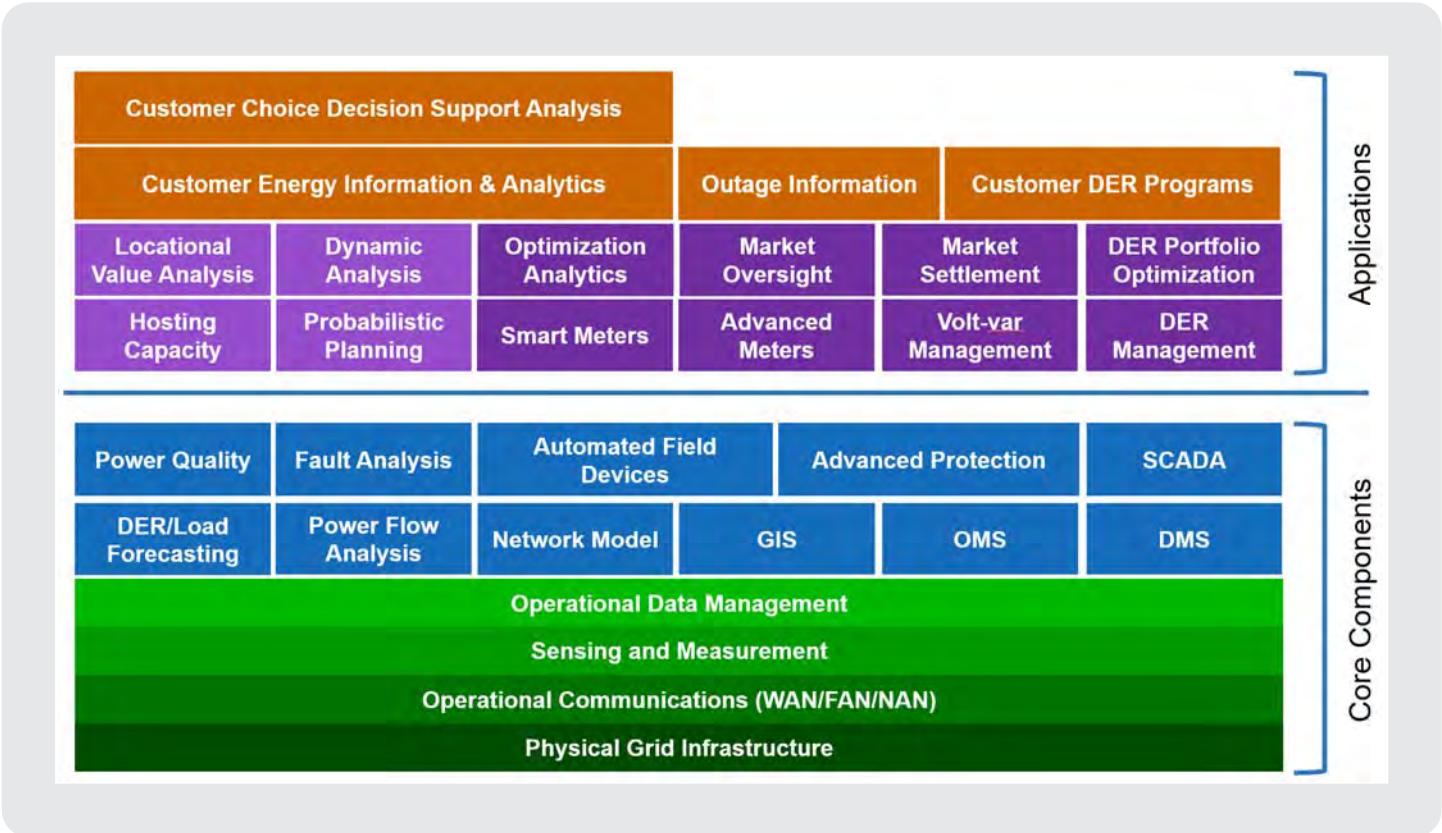 Customer Choice Decision Support Analysis
Customer Energy Information & Analytics
Outage Information
Customer DER Programs
Locational
Value Analysis
Dynamic
Analysis
Optimization
Analytics
Market
Oversight
Market
Settlement
DER Portfolio
Optimization
Hosting
Capacity
Probabilistic
Planning
Smart Meters
Advanced
Meters
Volt-var
Management
DER
Management
Applications
Power Quality
Fault Analysis
Automated Field
Devices
Advanced Protection
SCADA
DER/Load
Forecasting
Power Flow
Analysis
Network Model
GIS
OMS
DMS
Operational Data Management
Sensing and Measurement
Operational Communications (WAN/FAN/NAN)
Physical Grid Infrastructure
Core Components